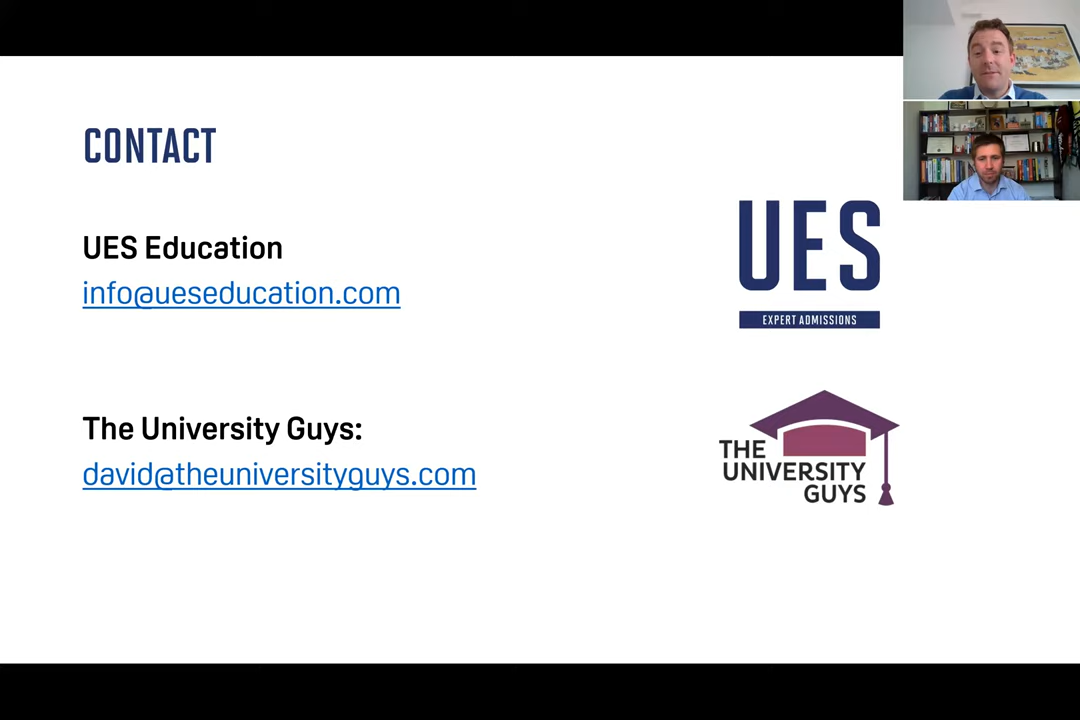 CONTACT
UES Education
info@ueseducation.com
The University Guys:
david@theuniversityguys.com
UES
EXPERT ADMISSIONS
THE
UNIVERSITY
GUYS